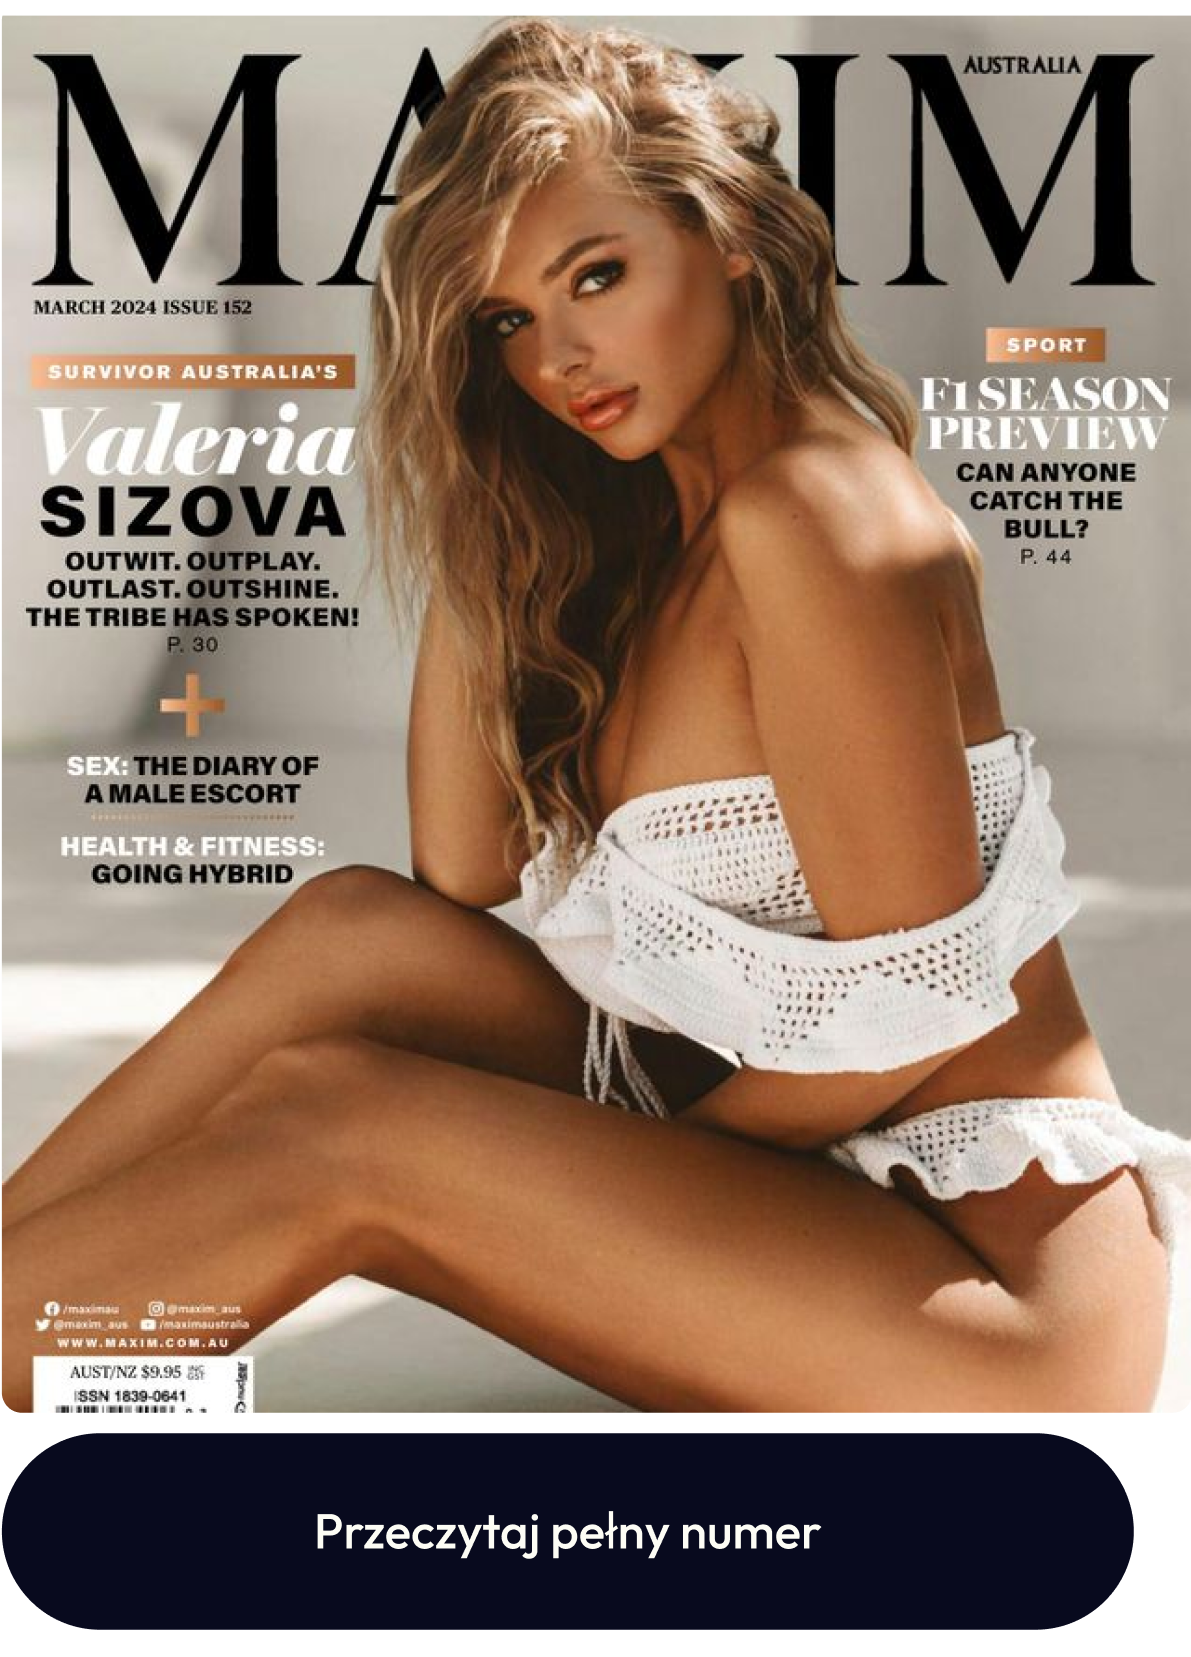 MAXIM
AUSTRALIA
MARCH 2024 ISSUE 152
SURVIVOR AUSTRALIA'S
Valeria
SIZOVA
OUTWIT. OUTPLAY.
OUTLAST. OUTSHINE.
THE TRIBE HAS SPOKEN!
P. 30
+
SEX: THE DIARY OF
A MALE ESCORT
HEALTH & FITNESS:
GOING HYBRID
SPORT
F1 SEASON
PREVIEW
CAN ANYONE
CATCH THE
BULL?
P. 44
/maximau @maxim_aus
@maxim_aus /maximaustralia
WWW.MAXIM.COM.AU
AUST/NZ $9.95 INC GST
ISSN 1839-0641
Przeczytaj pełny numer